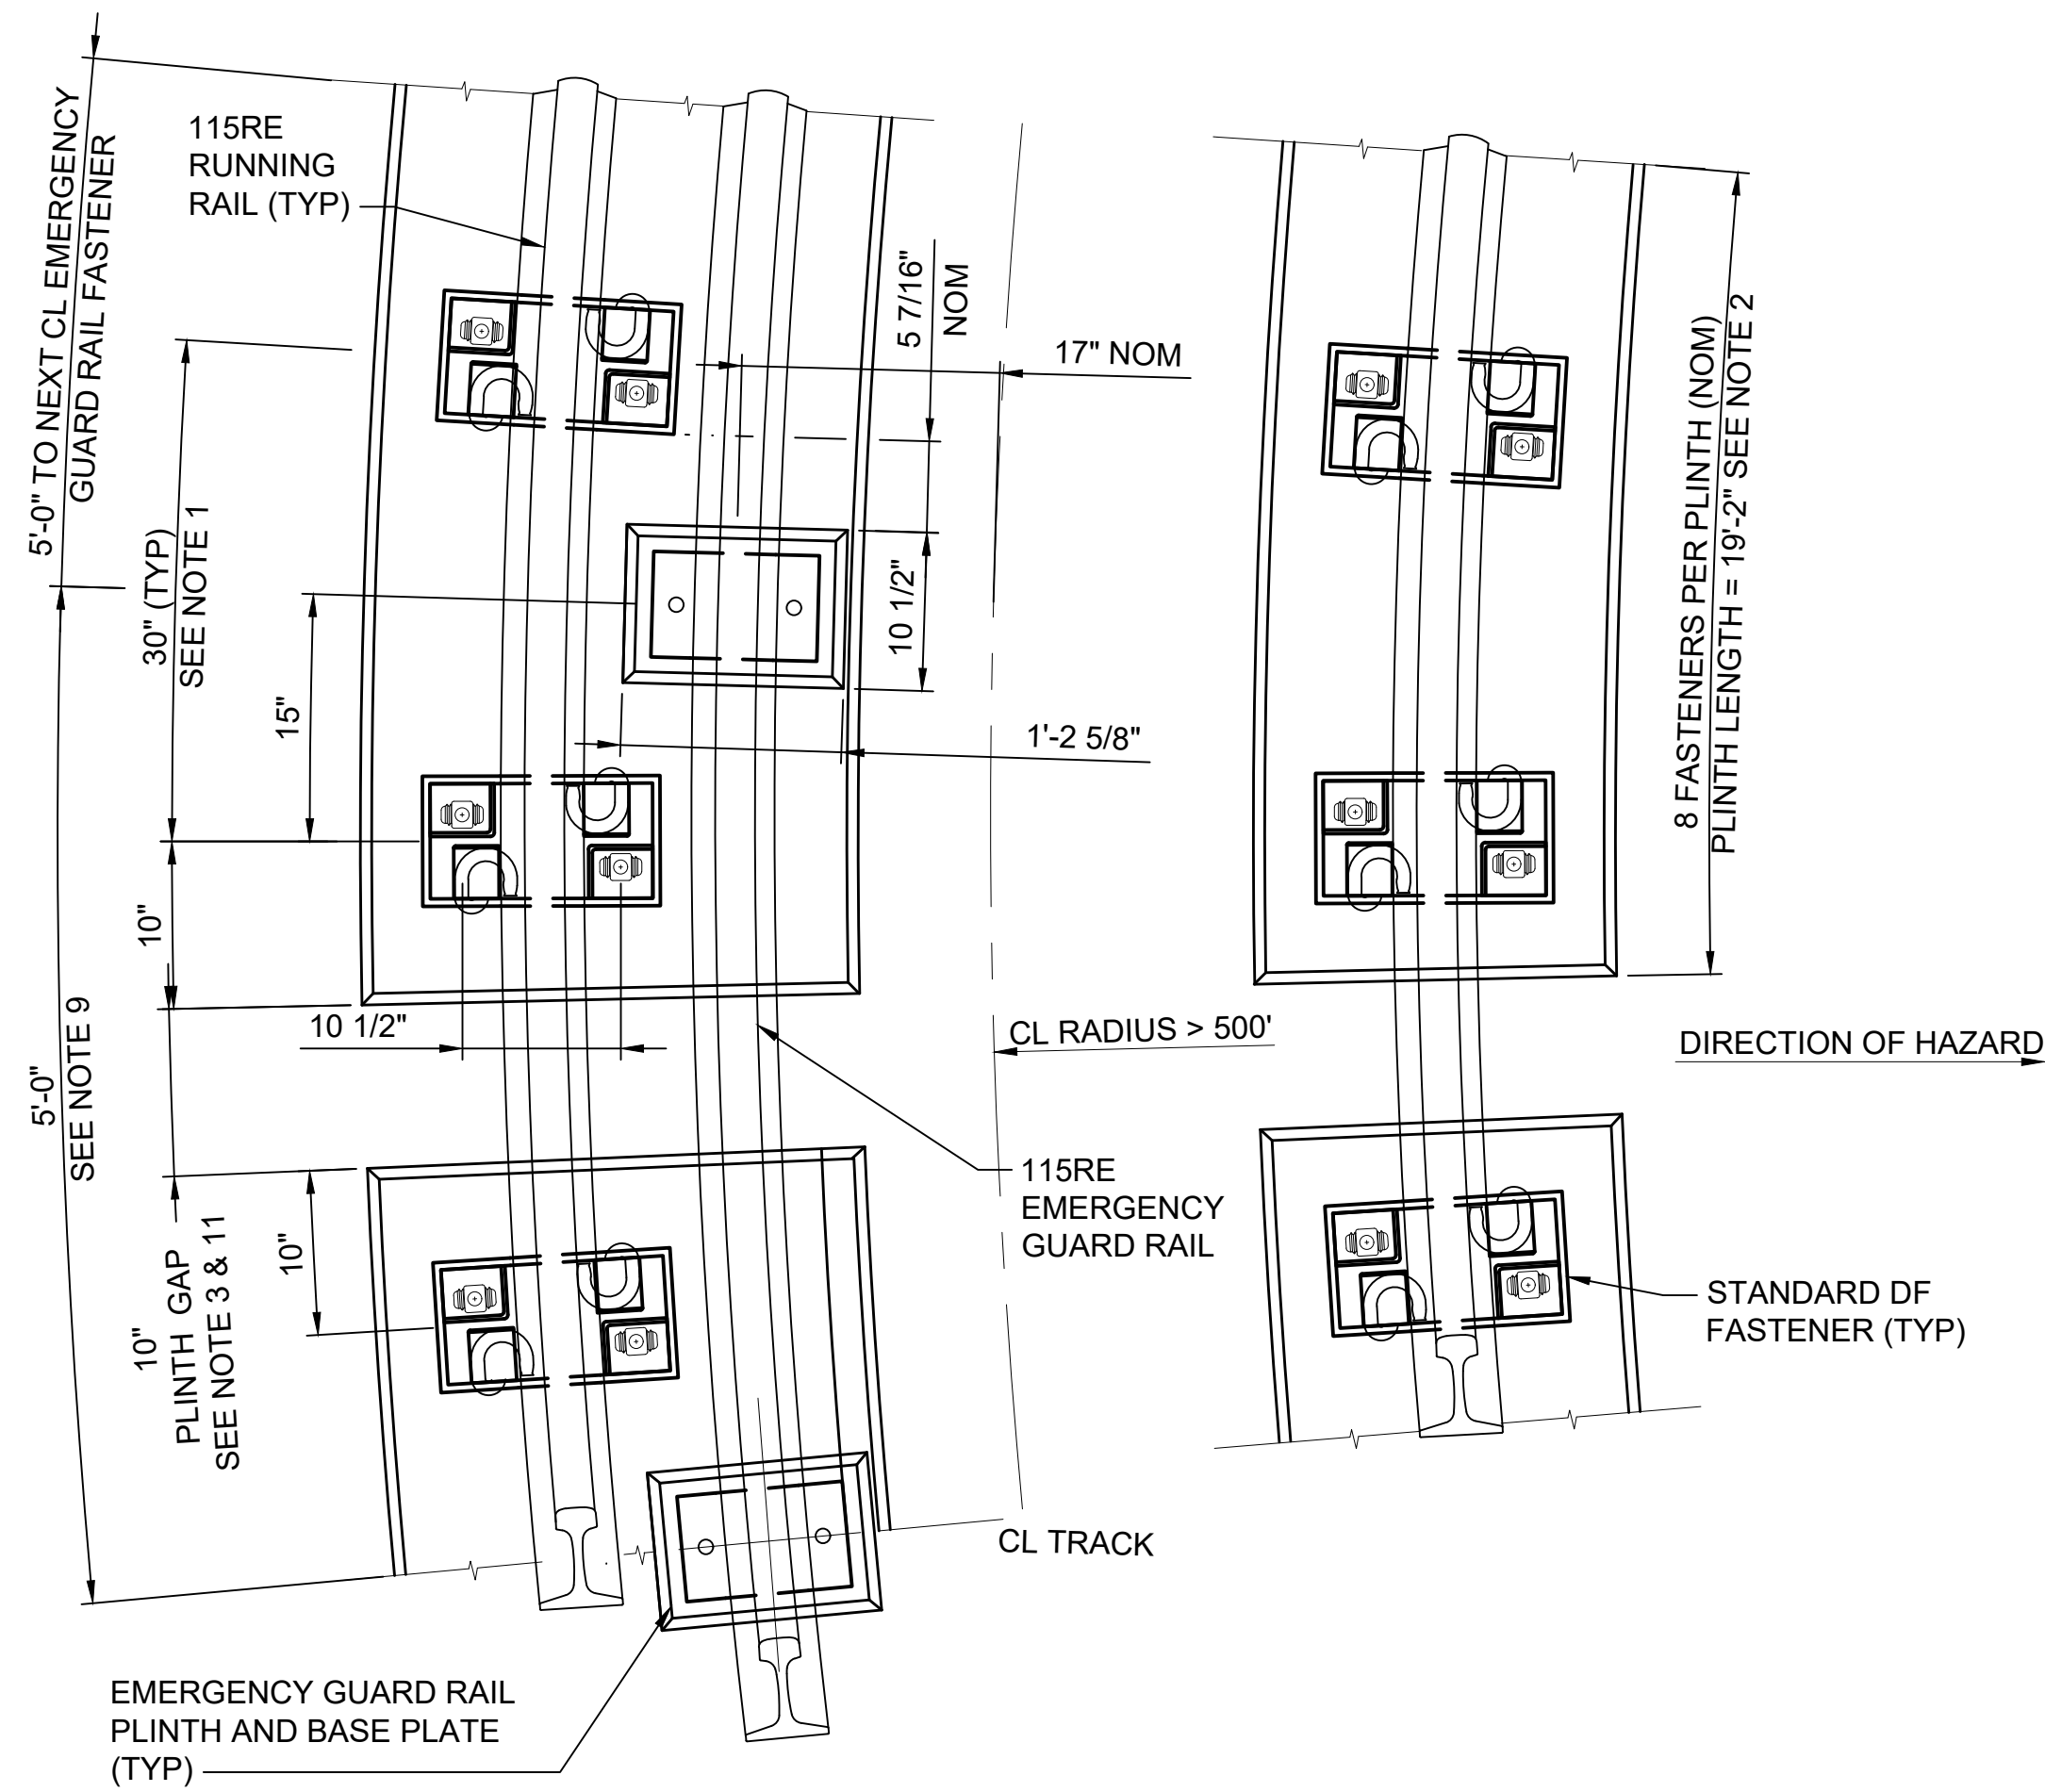 5'-0" TO NEXT CL EMERGENCY
GUARD RAIL FASTENER
115RE
RUNNING
RAIL (TYP)
5 7/16"
NOM
17" NOM
30" (TYP)
SEE NOTE 1
15"
10 1/2"
1'-2 5/8"
8 FASTENERS PER PLINTH (NOM)
PLINTH LENGTH = 19'-2" SEE NOTE 2
10"
10 1/2"
CL RADIUS > 500'
DIRECTION OF HAZARD
5'-0"
SEE NOTE 9
10"
PLINTH GAP
SEE NOTE 3 & 11
10"
115RE
EMERGENCY
GUARD RAIL
STANDARD DF
FASTENER (TYP)
CL TRACK
EMERGENCY GUARD RAIL
PLINTH AND BASE PLATE
(TYP)